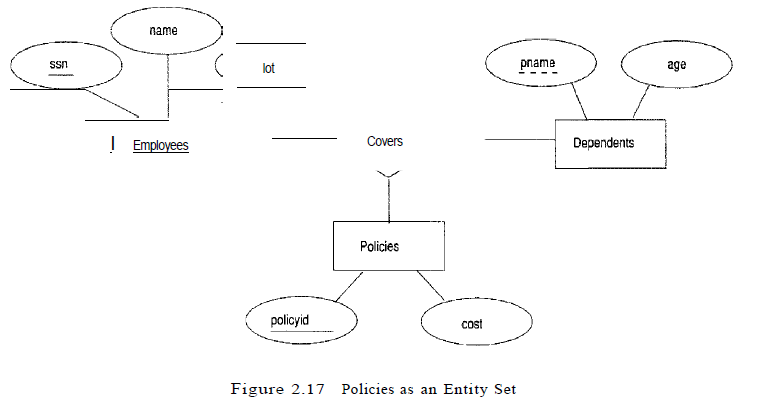 name
ssn
lot
pname
age
Employees
Covers
Dependents
Policies
policyid
cost
Figure 2.17 Policies as an Entity Set